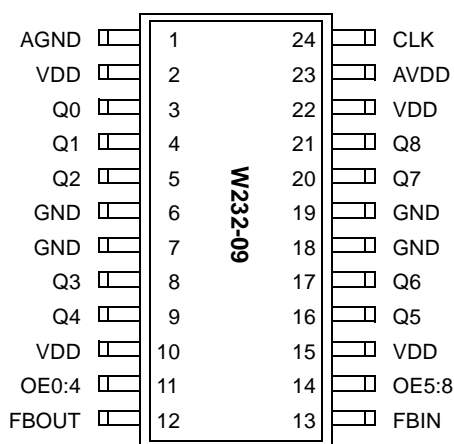 AGND 1 24 CLK
VDD 2 23 AVDD
Q0 3 22 VDD
Q1 4 21 Q8
Q2 5 20 Q7
GND 6 19 GND
GND 7 18 GND
Q3 8 17 Q6
Q4 9 16 Q5
VDD 10 15 VDD
OE0:4 11 14 OE5:8
FBOUT 12 13 FBIN
W232-09